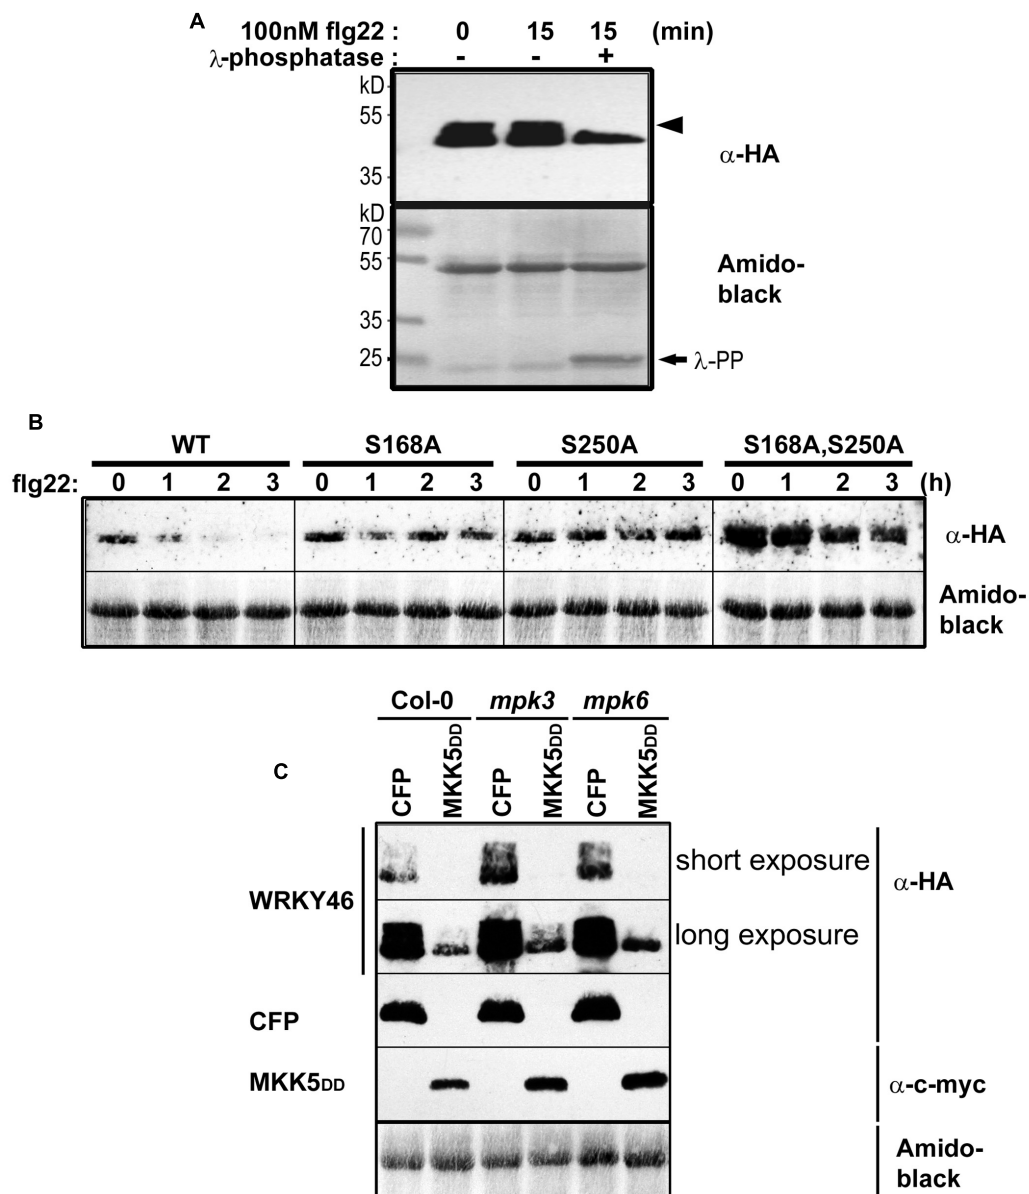 A
100nM flg22 : 0 15 15 (min)
λ-phosphatase : - - +
kD
55
35
α-HA
kD
70
55
35
25
Amido-
black
λ-PP
B
WT S168A S250A S168A,S250A
flg22: 0 1 2 3 0 1 2 3 0 1 2 3 0 1 2 3 (h)
α-HA
Amido-
black
C
Col-0 mpk3 mpk6
CFP MKK5DD CFP MKK5DD CFP MKK5DD
WRKY46
short exposure
long exposure
α-HA
CFP
MKK5DD
α-c-myc
Amido-
black